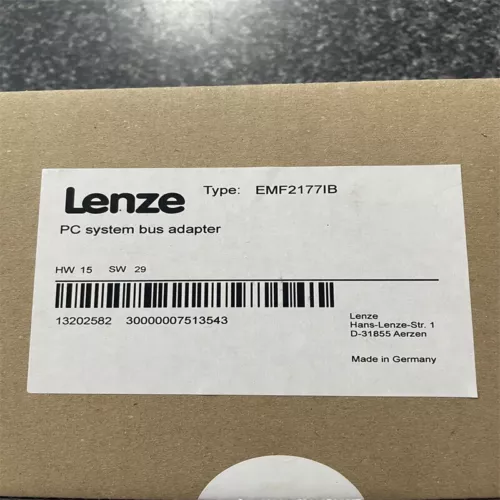 Lenze
Type: EMF2177IB
PC system bus adapter
HW 15 SW 29
13202582 30000007513543
Lenze
Hans-Lenze-Str. 1
D-31855 Aerzen
Made in Germany